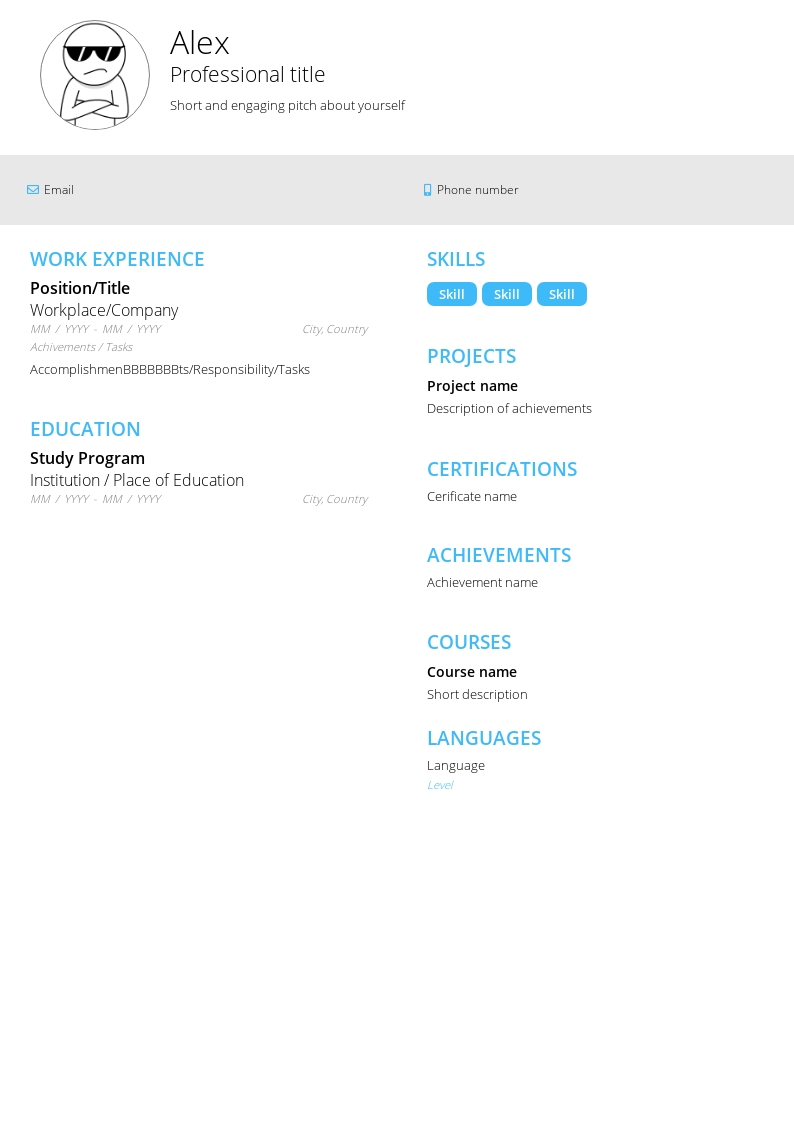 Alex
Professional title
Short and engaging pitch about yourself
Email
Phone number
WORK EXPERIENCE
Position/Title
Workplace/Company
MM / YYYY - MM / YYYY City, Country
Achivements / Tasks
AccomplishmenBBBBBBBts/Responsibility/Tasks
EDUCATION
Study Program
Institution / Place of Education
MM / YYYY - MM / YYYY City, Country
SKILLS
Skill Skill Skill
PROJECTS
Project name
Description of achievements
CERTIFICATIONS
Cerificate name
ACHIEVEMENTS
Achievement name
COURSES
Course name
Short description
LANGUAGES
Language
Level